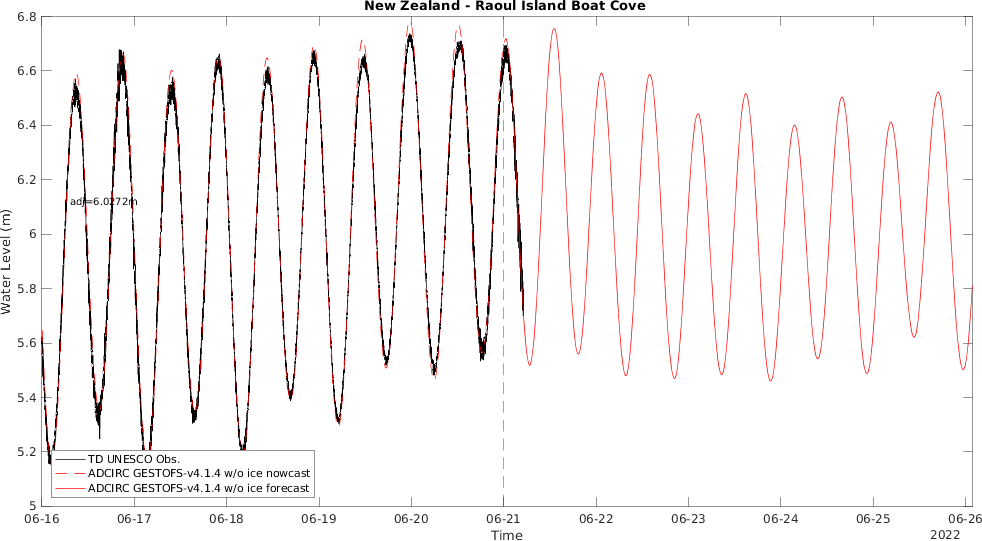 New Zealand - Raoul Island Boat Cove
6.8
6.6
6.4
6.2
6
5.8
5.6
5.4
5.2
5
Water Level (m)
adj=6.0272m
TD UNESCO Obs.
ADCIRC GESTOFS-v4.1.4 w/o ice nowcast
ADCIRC GESTOFS-v4.1.4 w/o ice forecast
06-16 06-17 06-18 06-19 06-20 06-21 06-22 06-23 06-24 06-25 06-26
Time
2022